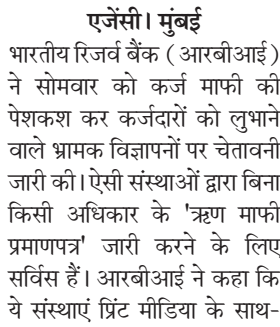 एजेंसी। मुंबई
भारतीय रिजर्व बैंक (आरबीआई)
ने सोमवार को कर्ज माफी की
पेशकश कर कर्जदारों को लुभाने
वाले भ्रामक विज्ञापनों पर चेतावनी
जारी की। ऐसी संस्थाओं द्वारा बिना
किसी अधिकार के 'ऋण माफी
प्रमाणपत्र' जारी करने के लिए
सर्विस हैं। आरबीआई ने कहा कि
ये संस्थाएं प्रिंट मीडिया के साथ-